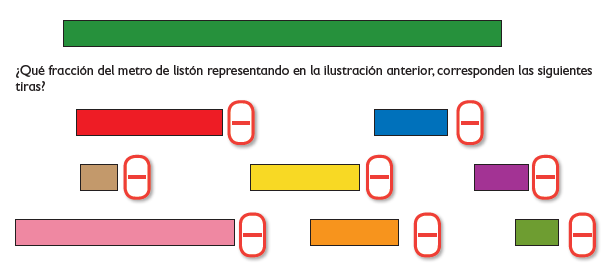 ¿Qué fracción del metro de listón representando en la ilustración anterior, corresponden las siguientes
tiras?